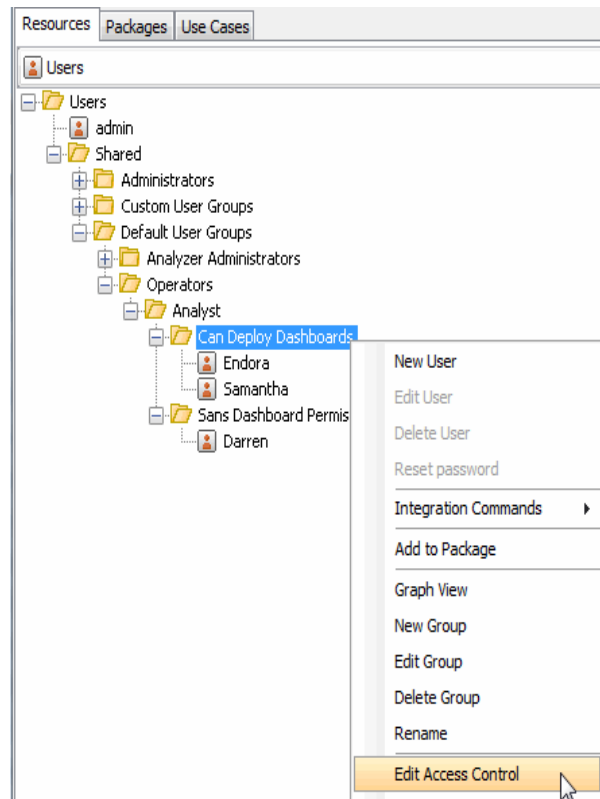 Resources Packages Use Cases
Users
Users
admin
Shared
Administrators
Custom User Groups
Default User Groups
Analyzer Administrators
Operators
Analyst
Can Deploy Dashboards
Endora
Samantha
Sans Dashboard Permis
Darren
New User
Edit User
Delete User
Reset password
Integration Commands
Add to Package
Graph View
New Group
Edit Group
Delete Group
Rename
Edit Access Control